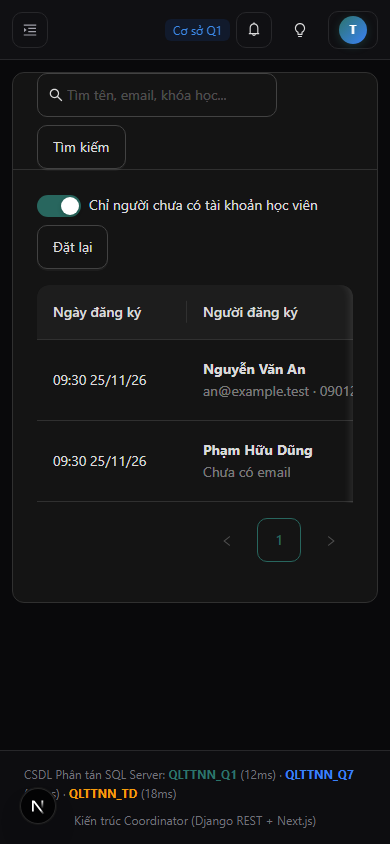 Cơ sở Q1
T
Tìm tên, email, khóa học...
Tìm kiếm
Chỉ người chưa có tài khoản học viên
Đặt lại
Ngày đăng ký
Người đăng ký
09:30 25/11/26
Nguyễn Văn An
an@example.test · 09012
09:30 25/11/26
Phạm Hữu Dũng
Chưa có email
1
CSDL Phân tán SQL Server: QLTTNN_Q1 (12ms) · QLTTNN_Q7
· QLTTNN_TD (18ms)
N
Kiến trúc Coordinator (Django REST + Next.js)